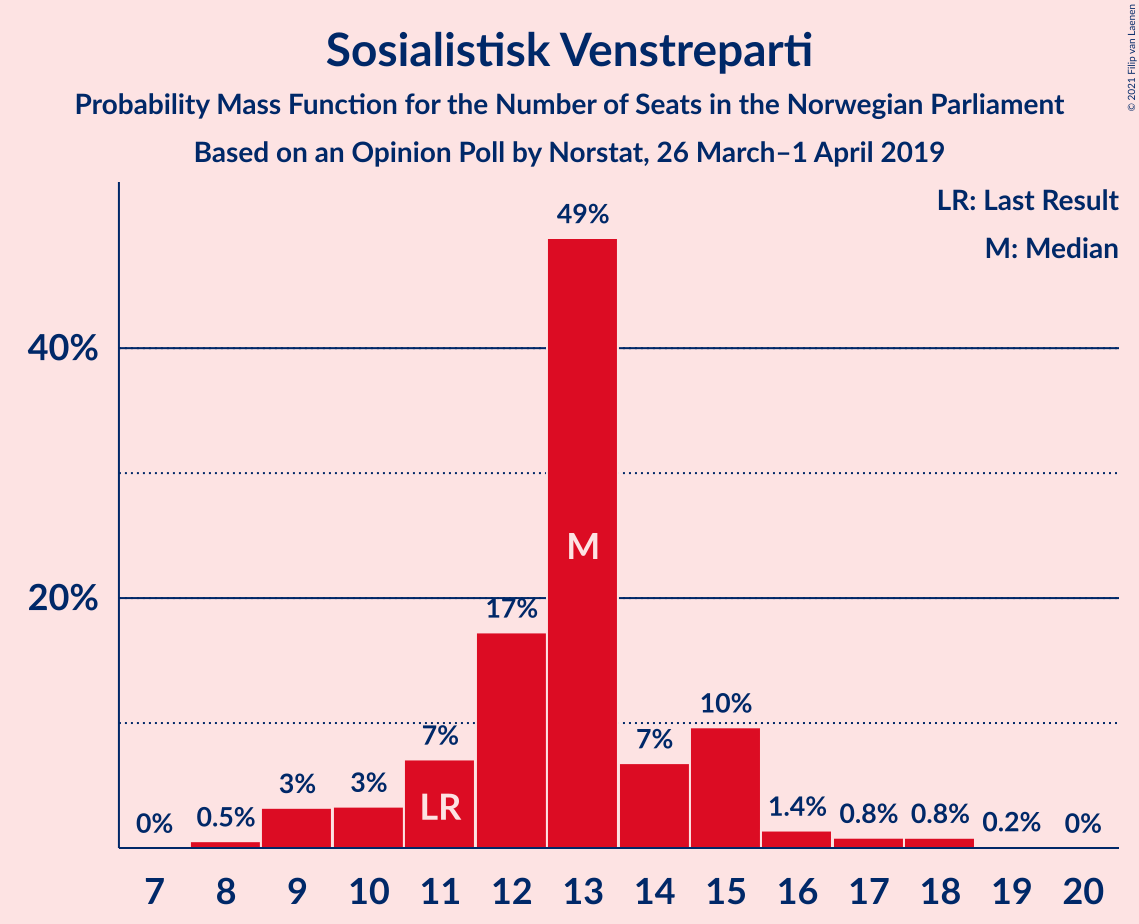 Sosialistisk Venstreparti
Probability Mass Function for the Number of Seats in the Norwegian Parliament
Based on an Opinion Poll by Norstat, 26 March–1 April 2019
© 2021 Filip van Laenen
LR: Last Result
M: Median
40%
20%
0%
0.5%
3%
3%
7%
17%
49%
7%
10%
1.4%
0.8%
0.8%
0.2%
0%
LR
M
7 8 9 10 11 12 13 14 15 16 17 18 19 20